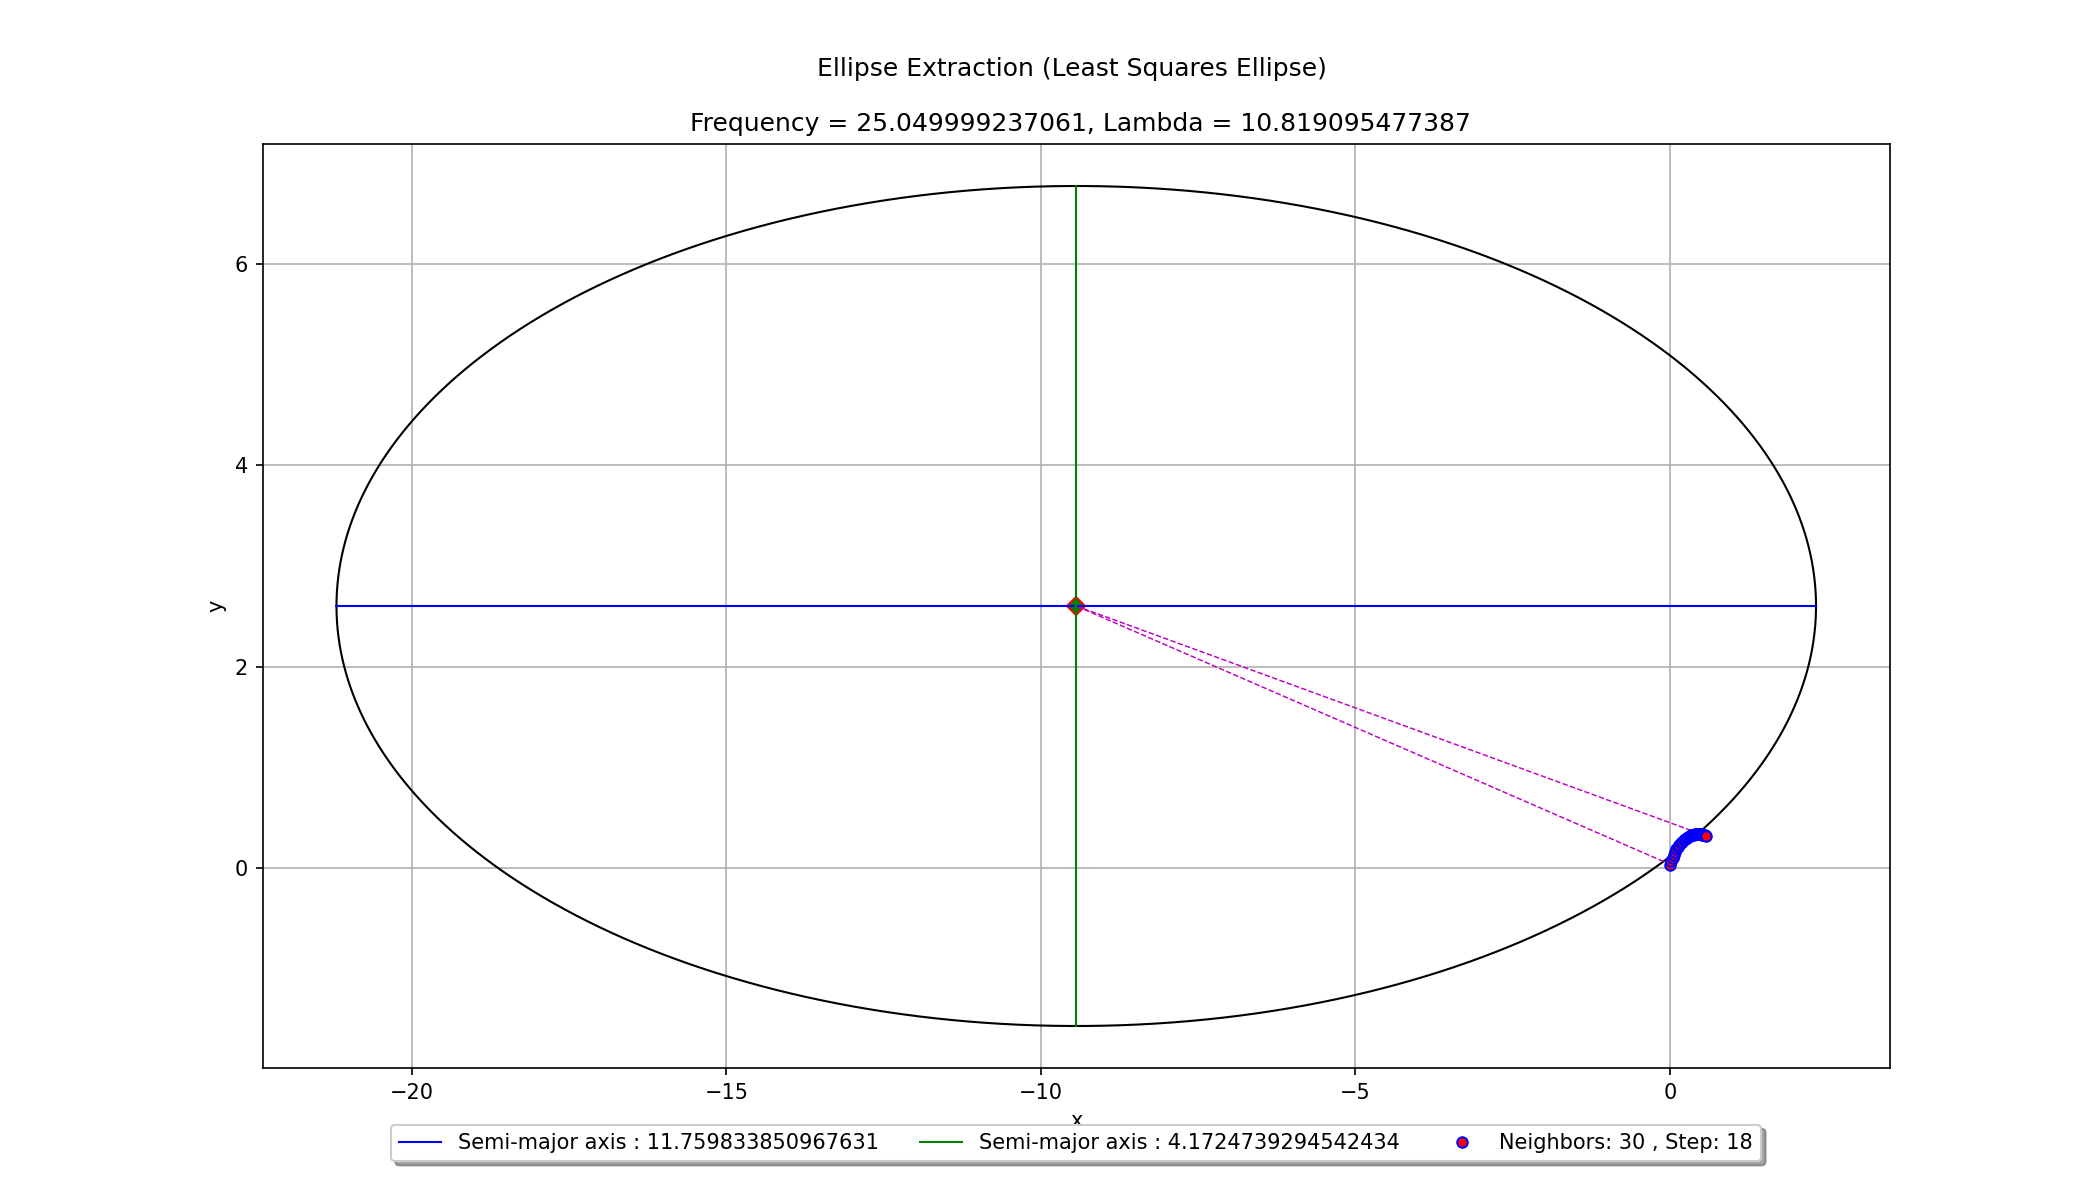 Ellipse Extraction (Least Squares Ellipse)
Frequency = 25.049999237061, Lambda = 10.819095477387
6
4
2
0
y
−20 −15 −10 −5 0
x
Semi-major axis : 11.759833850967631 Semi-major axis : 4.1724739294542434 Neighbors: 30 , Step: 18